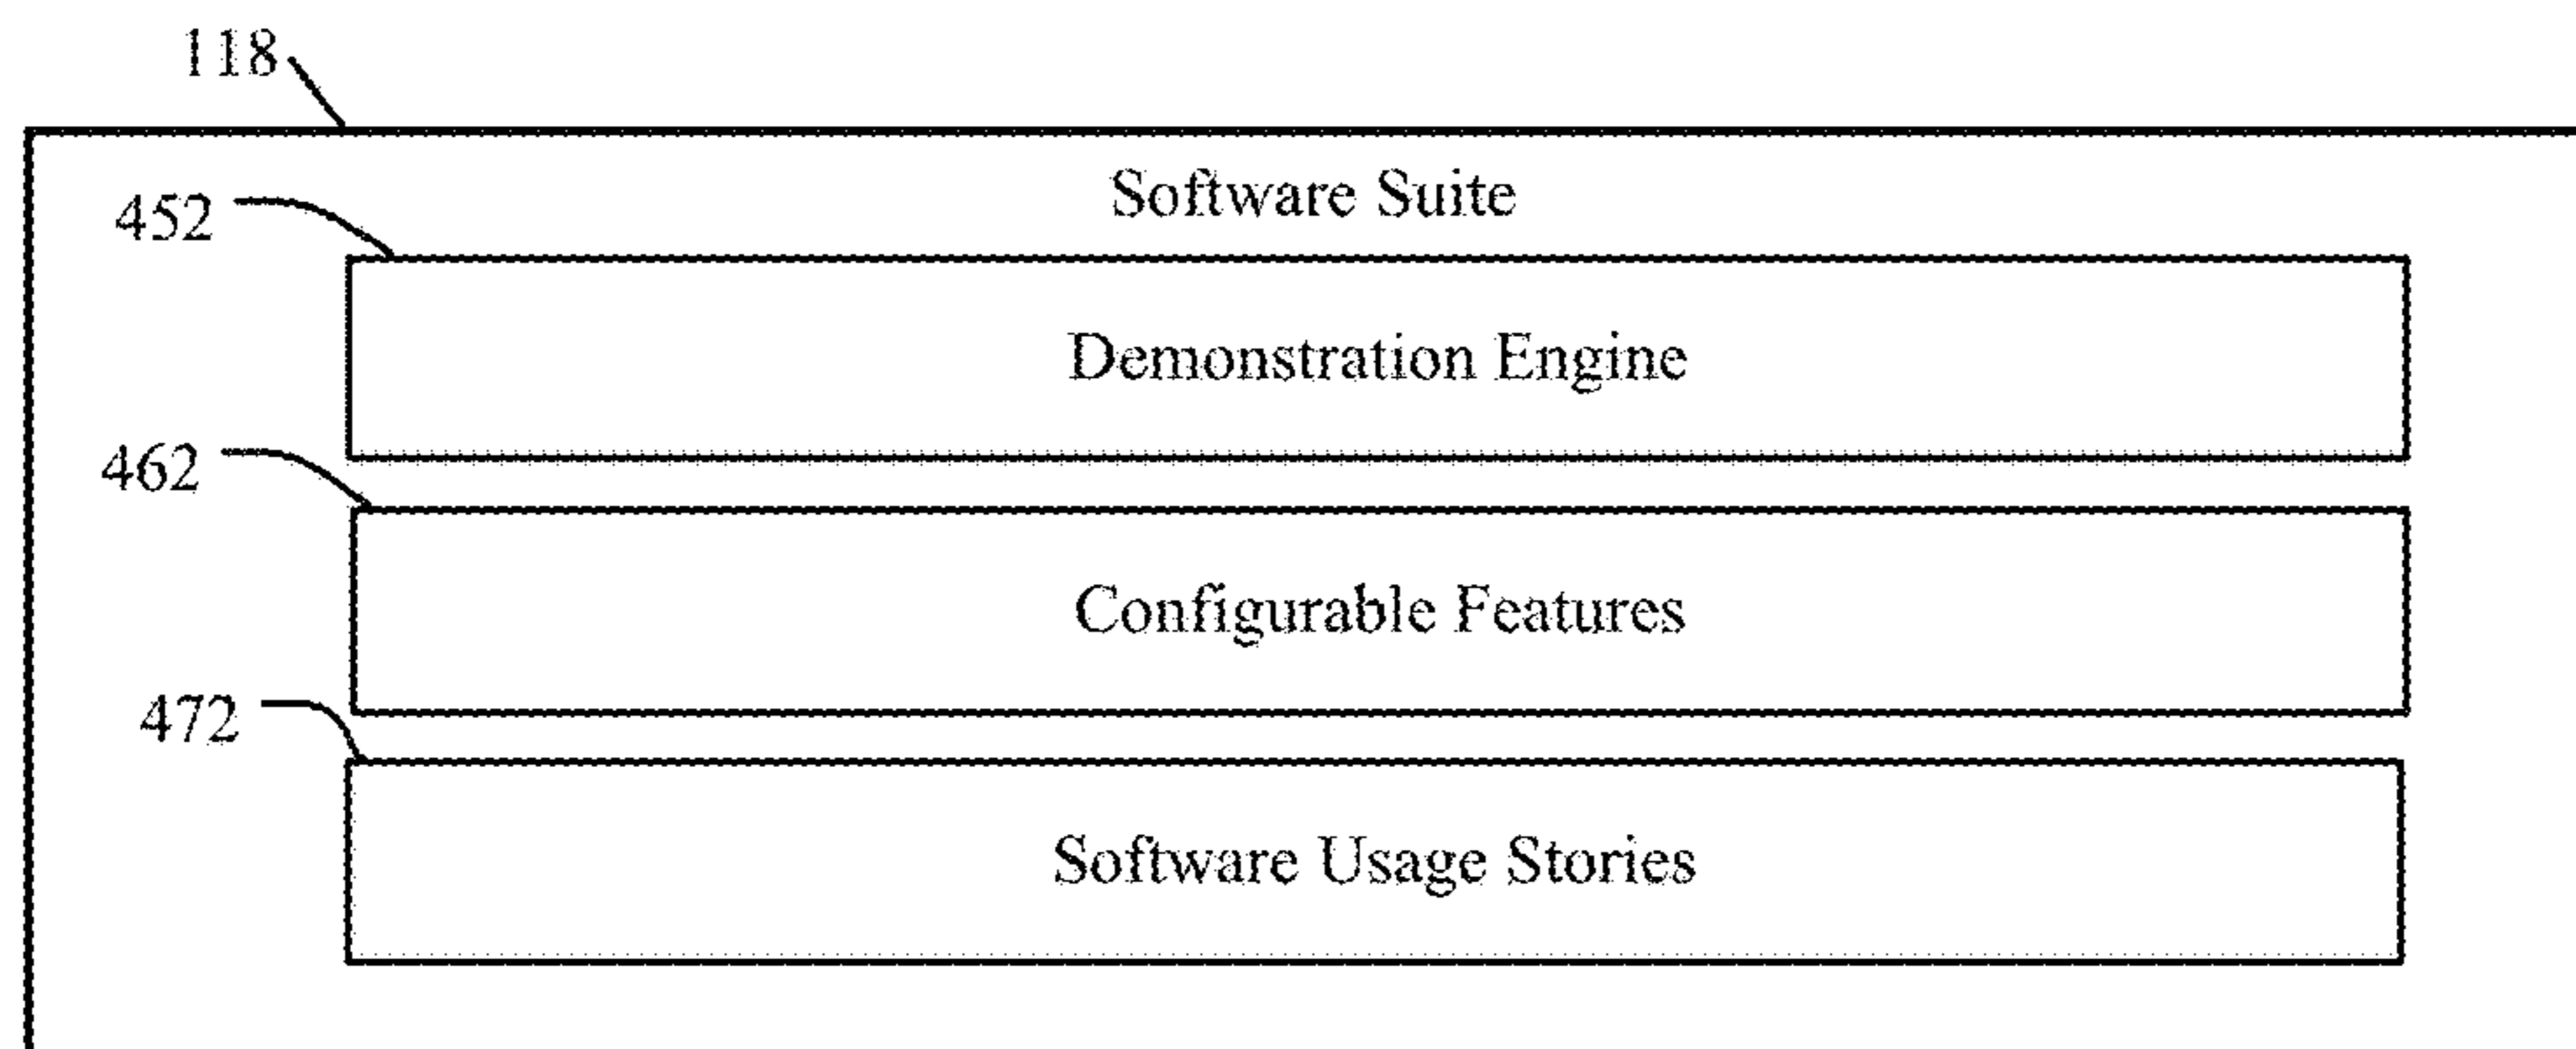 118
Software Suite
452
Demonstration Engine
462
Configurable Features
472
Software Usage Stories